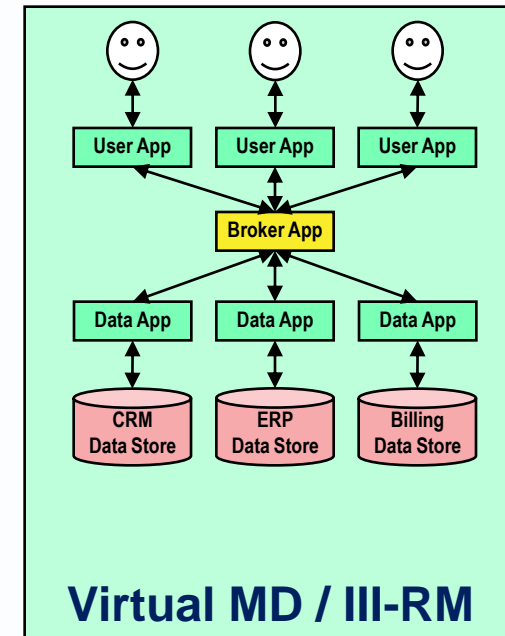 User App User App User App
Broker App
Data App Data App Data App
CRM
Data Store
ERP
Data Store
Billing
Data Store
Virtual MD / III-RM